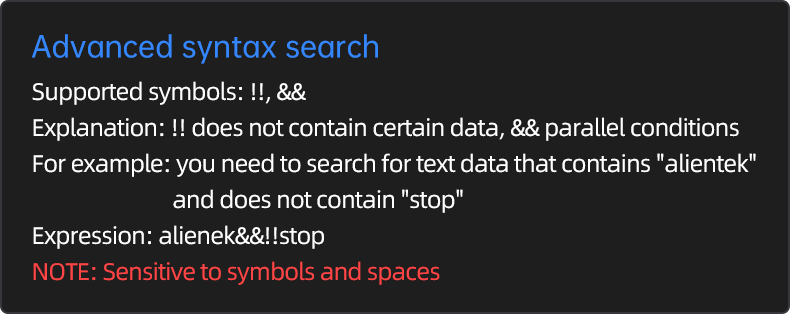 Advanced syntax search
Supported symbols: !!, &&
Explanation: !! does not contain certain data, && parallel conditions
For example: you need to search for text data that contains "alientek"
and does not contain "stop"
Expression: alienek&&!!stop
NOTE: Sensitive to symbols and spaces